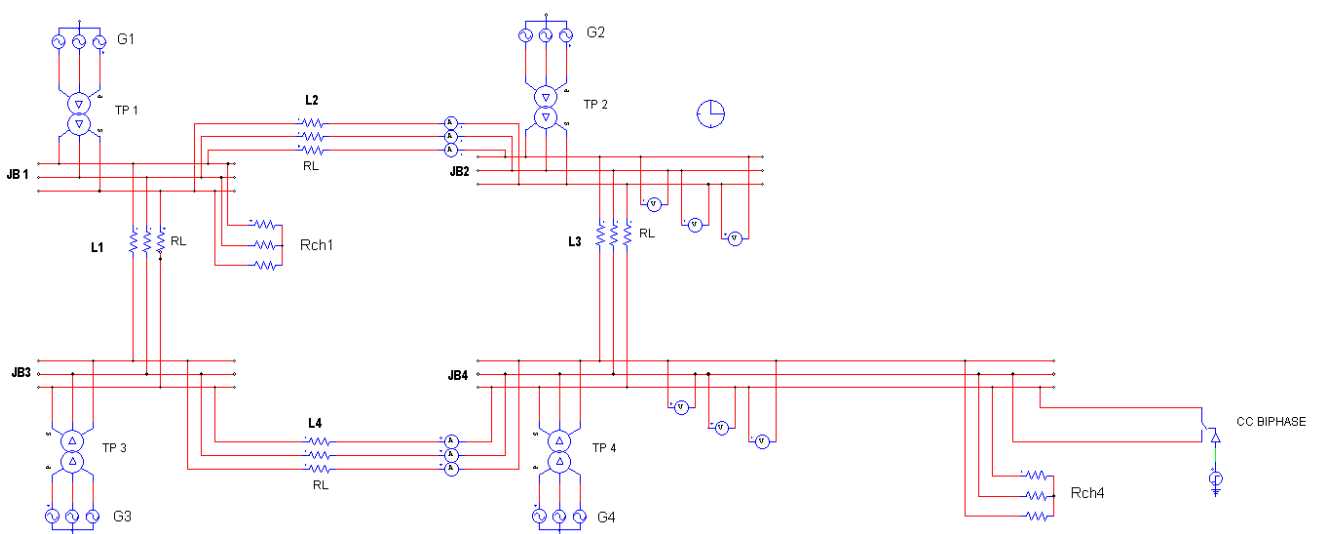 G1
G2
TP 1
L2
TP 2
A
A
A
RL
JB 1
JB2
V
V
V
L1
RL
Rch1
L3
RL
JB3
JB4
V
V
V
L4
A
A
A
CC BIPHASE
TP 3
TP 4
RL
Rch4
G3
G4